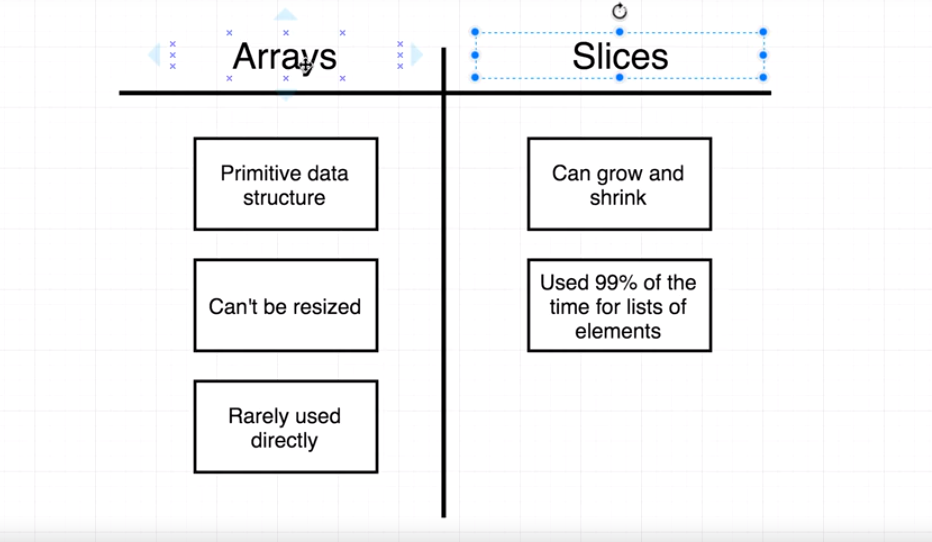 Arrays
Slices
Primitive data
structure
Can't be resized
Rarely used
directly
Can grow and
shrink
Used 99% of the
time for lists of
elements